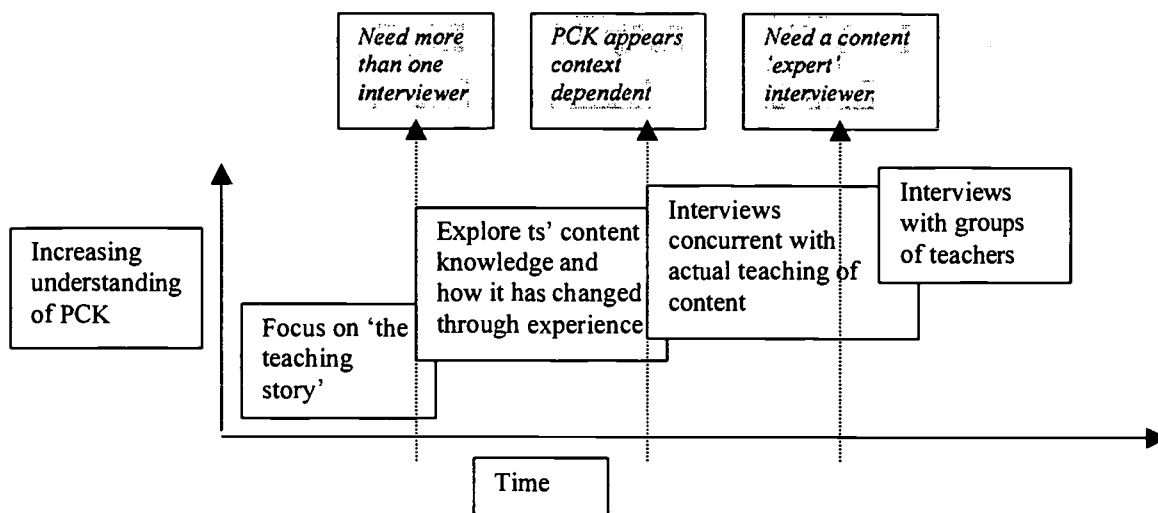 Need more
than one
interviewer
PCK appears
context
dependent
Need a content
'expert'
interviewer.
Increasing
understanding
of PCK
Focus on ‘the
teaching
story’
Explore ts’ content
knowledge and
how it has changed
through experience
Interviews
concurrent with
actual teaching of
content
Interviews
with groups
of teachers
Time